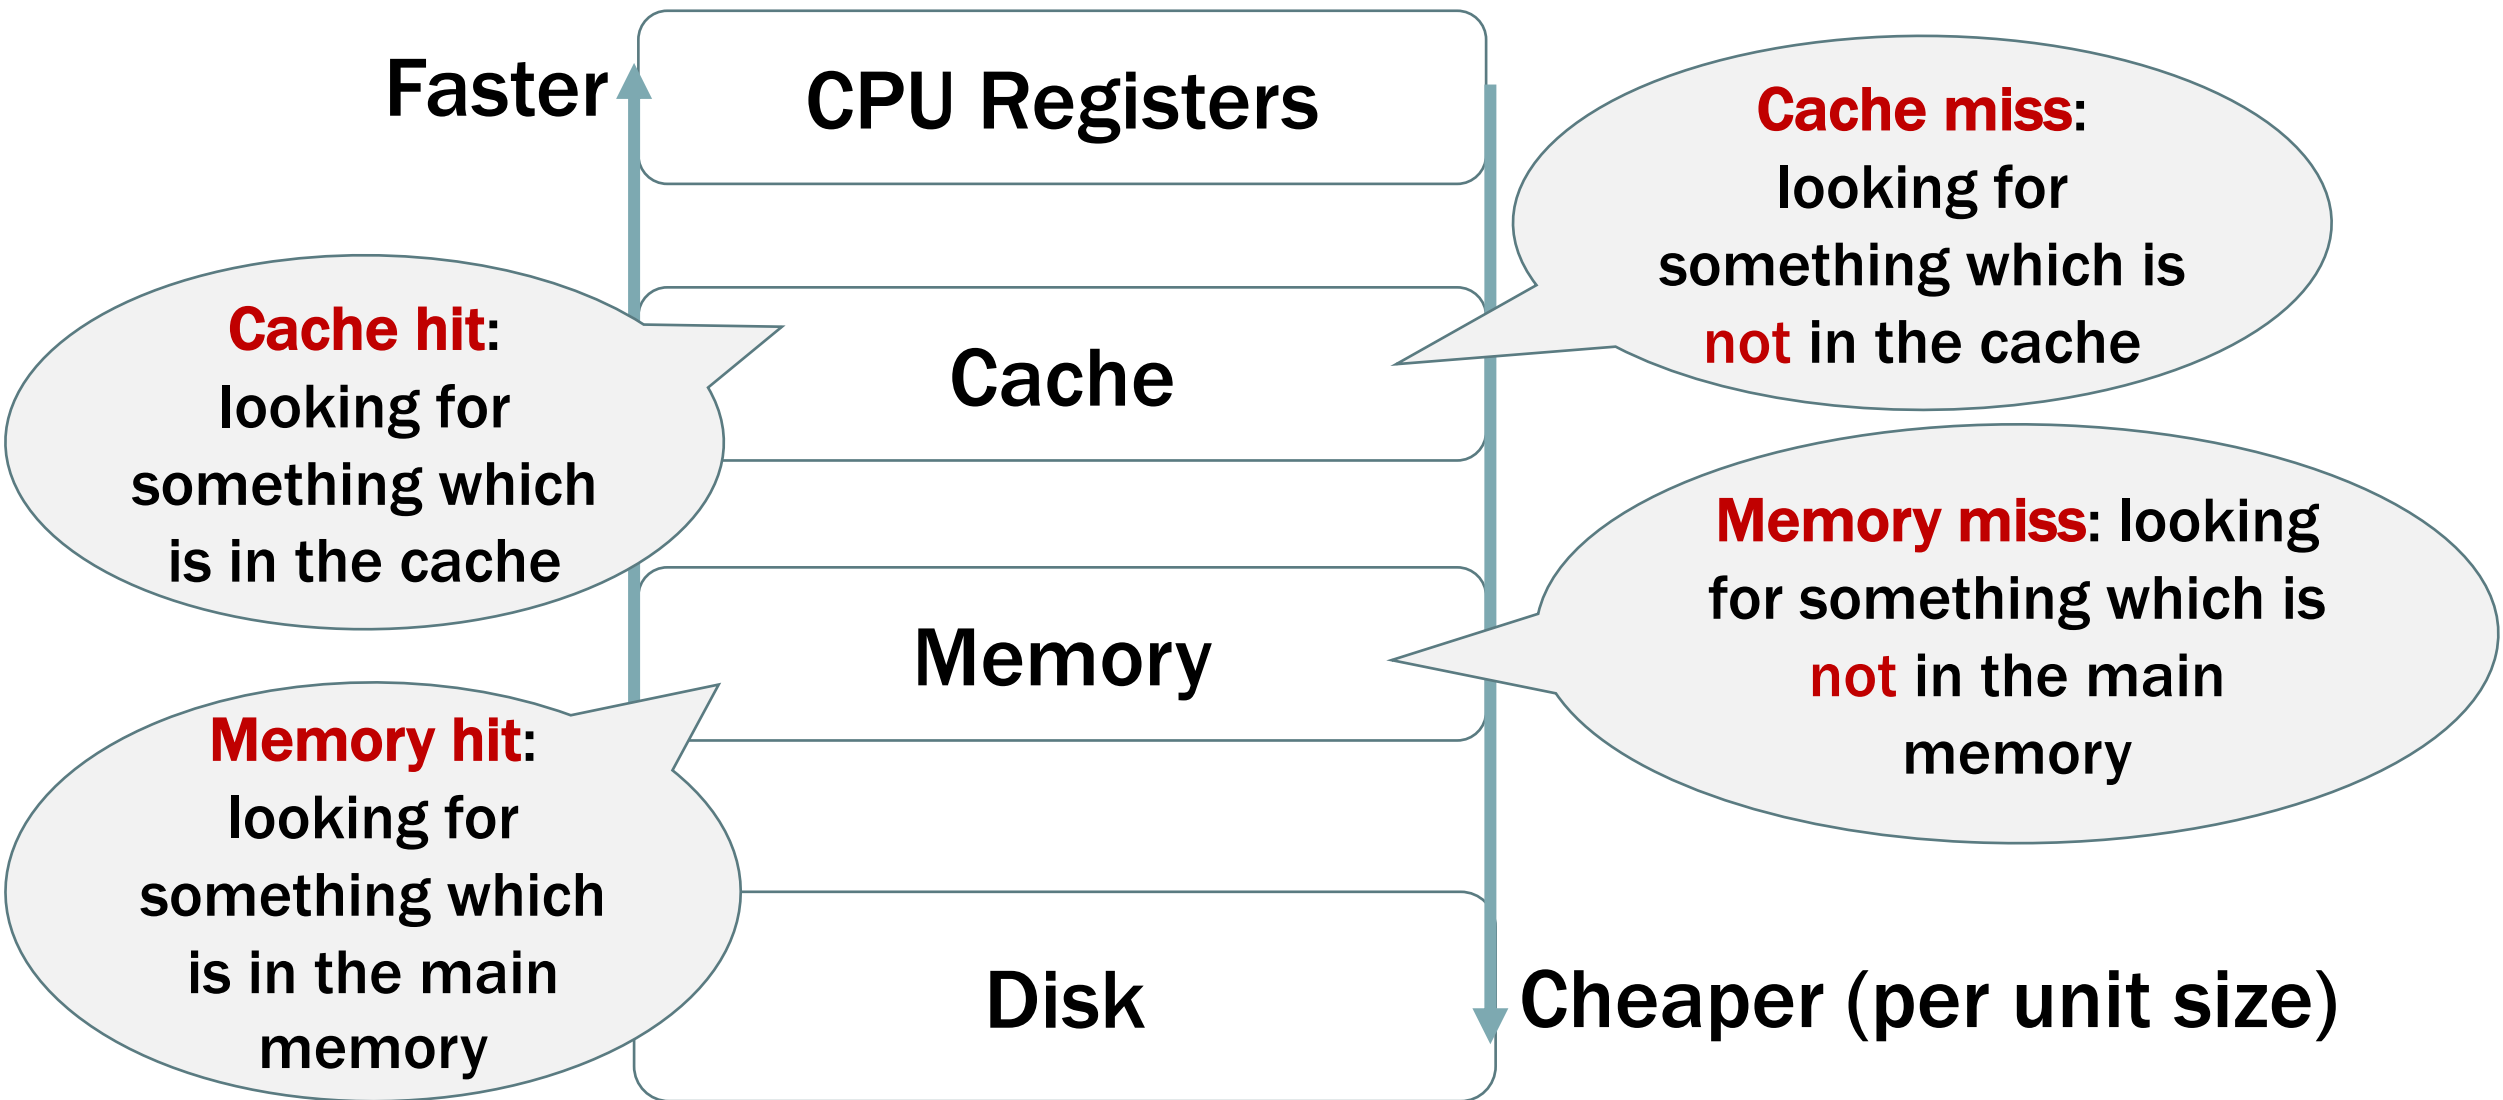 Faster
CPU Registers
Cache miss:
looking for
something which is
not in the cache
Cache hit:
looking for
something which
is in the cache
Cache
Memory miss: looking
for something which is
not in the main
memory
Memory
Memory hit:
looking for
something which
is in the main
memory
Disk
Cheaper (per unit size)